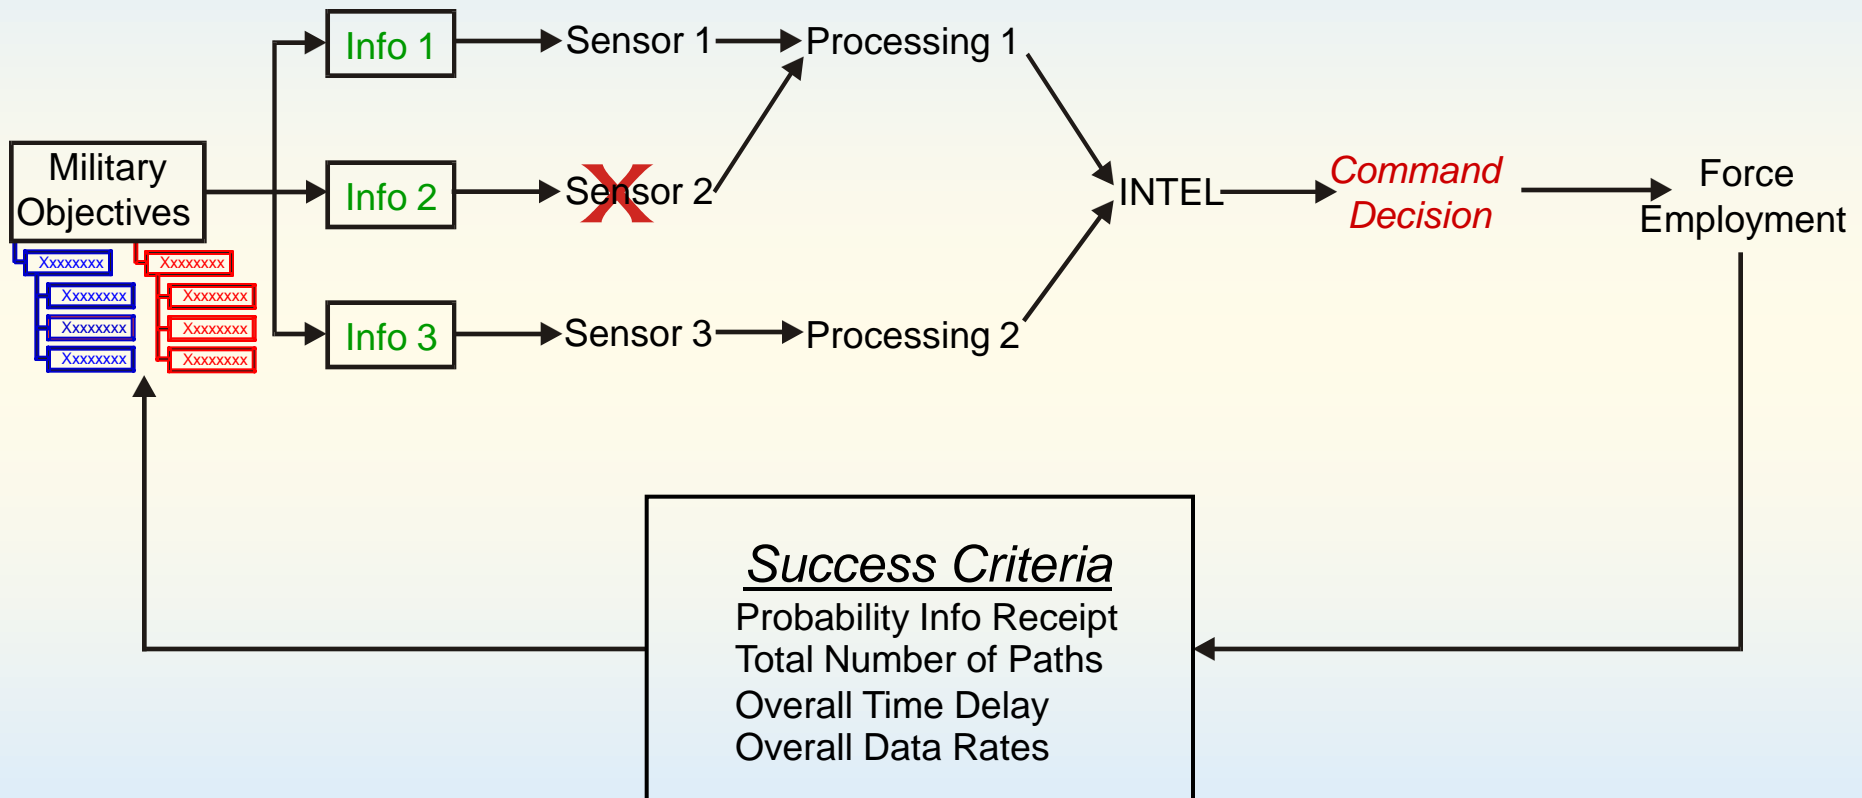 Info 1
Sensor 1
Processing 1
Military
Objectives
Info 2
Sensor 2
X
INTEL
Command
Decision
Force
Employment
Xxxxxxxx
Xxxxxxxx
Xxxxxxxx
Xxxxxxxx
Xxxxxxxx
Xxxxxxxx
Xxxxxxxx
Xxxxxxxx
Info 3
Sensor 3
Processing 2
Success Criteria
Probability Info Receipt
Total Number of Paths
Overall Time Delay
Overall Data Rates